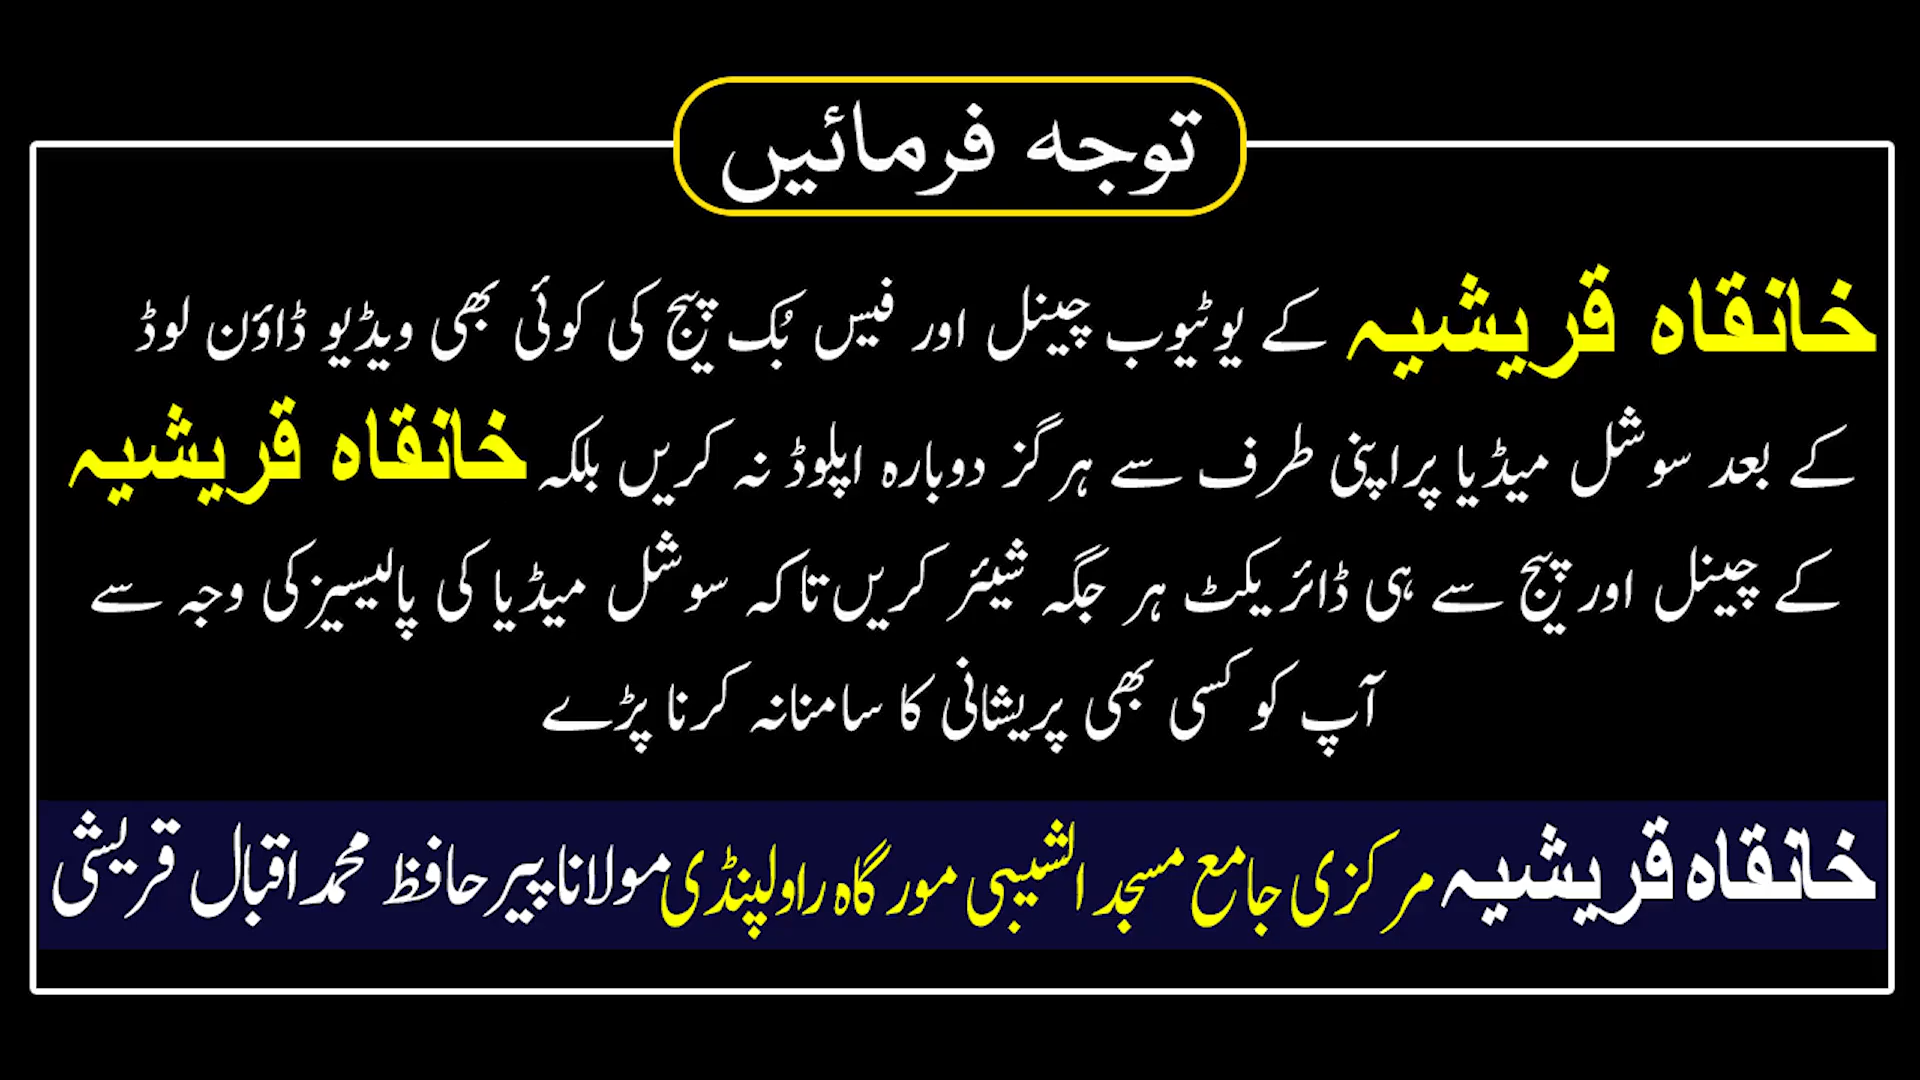 توجہ فرمائیں
خانقاہ قریشیہ کے یوٹیوب چینل اور فیس بُک پیج کی کوئی بھی ویڈیو ڈاؤن لوڈ
کے بعد سوشل میڈیا پراپنی طرف سے ہرگز دوبارہ اپلوڈ نہ کریں بلکہ خانقاہ قریشیہ
کے چینل اور پیج سے ہی ڈائریکٹ ہر جگہ شیئر کریں تاکہ سوشل میڈیا کی پالیسیز کی وجہ سے
آپ کو کسی بھی پریشانی کا سامنا نہ کرنا پڑے
خانقاہ قریشیہ مرکزی جامع مسجد الشیبی مورگاہ راولپنڈی مولانا پیر حافظ محمد اقبال قریشی